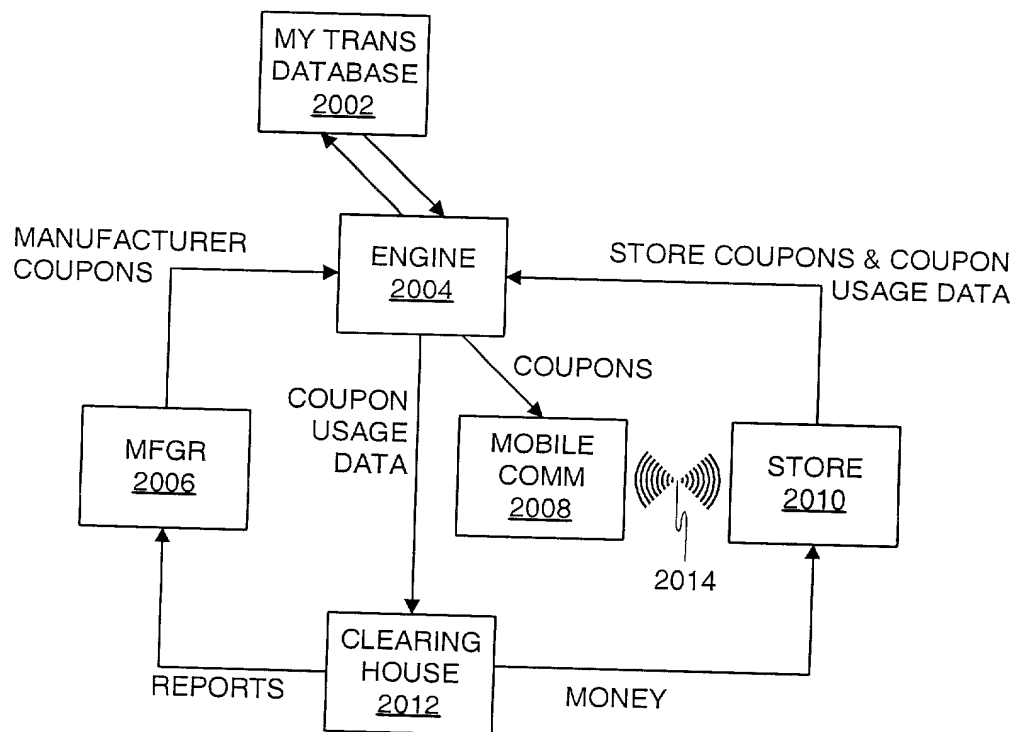 MY TRANS
DATABASE
2002
MANUFACTURER
COUPONS
ENGINE
2004
STORE COUPONS & COUPON
USAGE DATA
COUPONS
COUPON
USAGE
DATA
MFGR
2006
MOBILE
COMM
2008
STORE
2010
2014
CLEARING
HOUSE
2012
REPORTS
MONEY